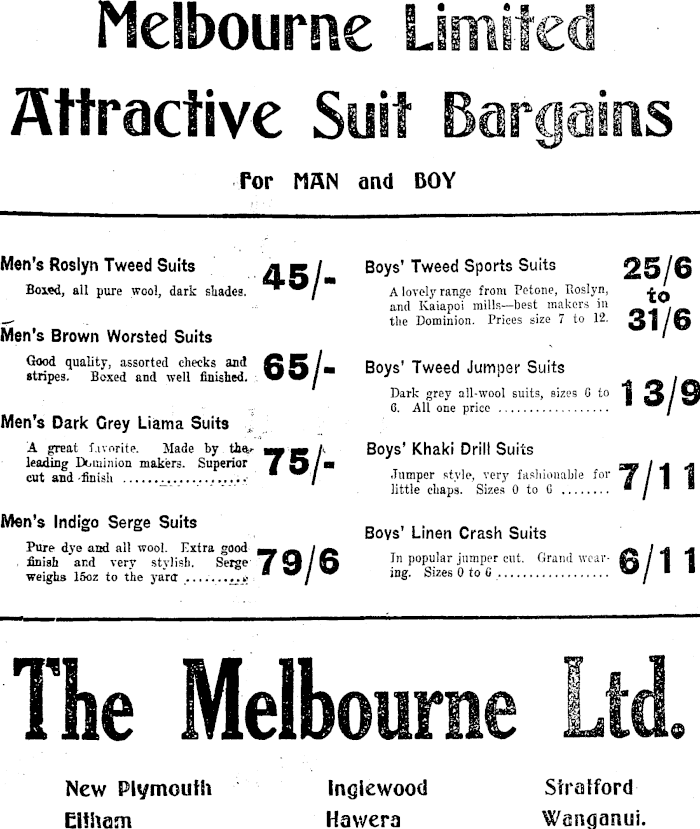 Melbourne Limited
Attractive Suit Bargains
For MAN and BOY
Men's Roslyn Tweed Suits
Boxed, all pure wool, dark shades.
45/-
Men's Brown Worsted Suits
Good quality, assorted checks and
stripes. Boxed and well finished.
65/-
Men's Dark Grey Liama Suits
A great favorite. Made by the
leading Dominion makers. Superior
cut and finish ....................
75/-
Men's Indigo Serge Suits
Pure dye and all wool. Extra good
finish and very stylish. Serge
weighs 15oz to the yard ..........
79/6
Boys' Tweed Sports Suits
A lovely range from Petone, Roslyn,
and Kaiapoi mills—best makers in
the Dominion. Prices size 7 to 12.
25/6
to
31/6
Boys' Tweed Jumper Suits
Dark grey all-wool suits, sizes 6 to
6. All one price ..................
13/9
Boys' Khaki Drill Suits
Jumper style, very fashionable for
little chaps. Sizes 0 to 6 ........
7/11
Boys' Linen Crash Suits
In popular jumper cut. Grand wear-
ing. Sizes 0 to 6 ..................
6/11
The Melbourne Ltd.
New Plymouth Inglewood Stratford
Eltham Hawera Wanganui.